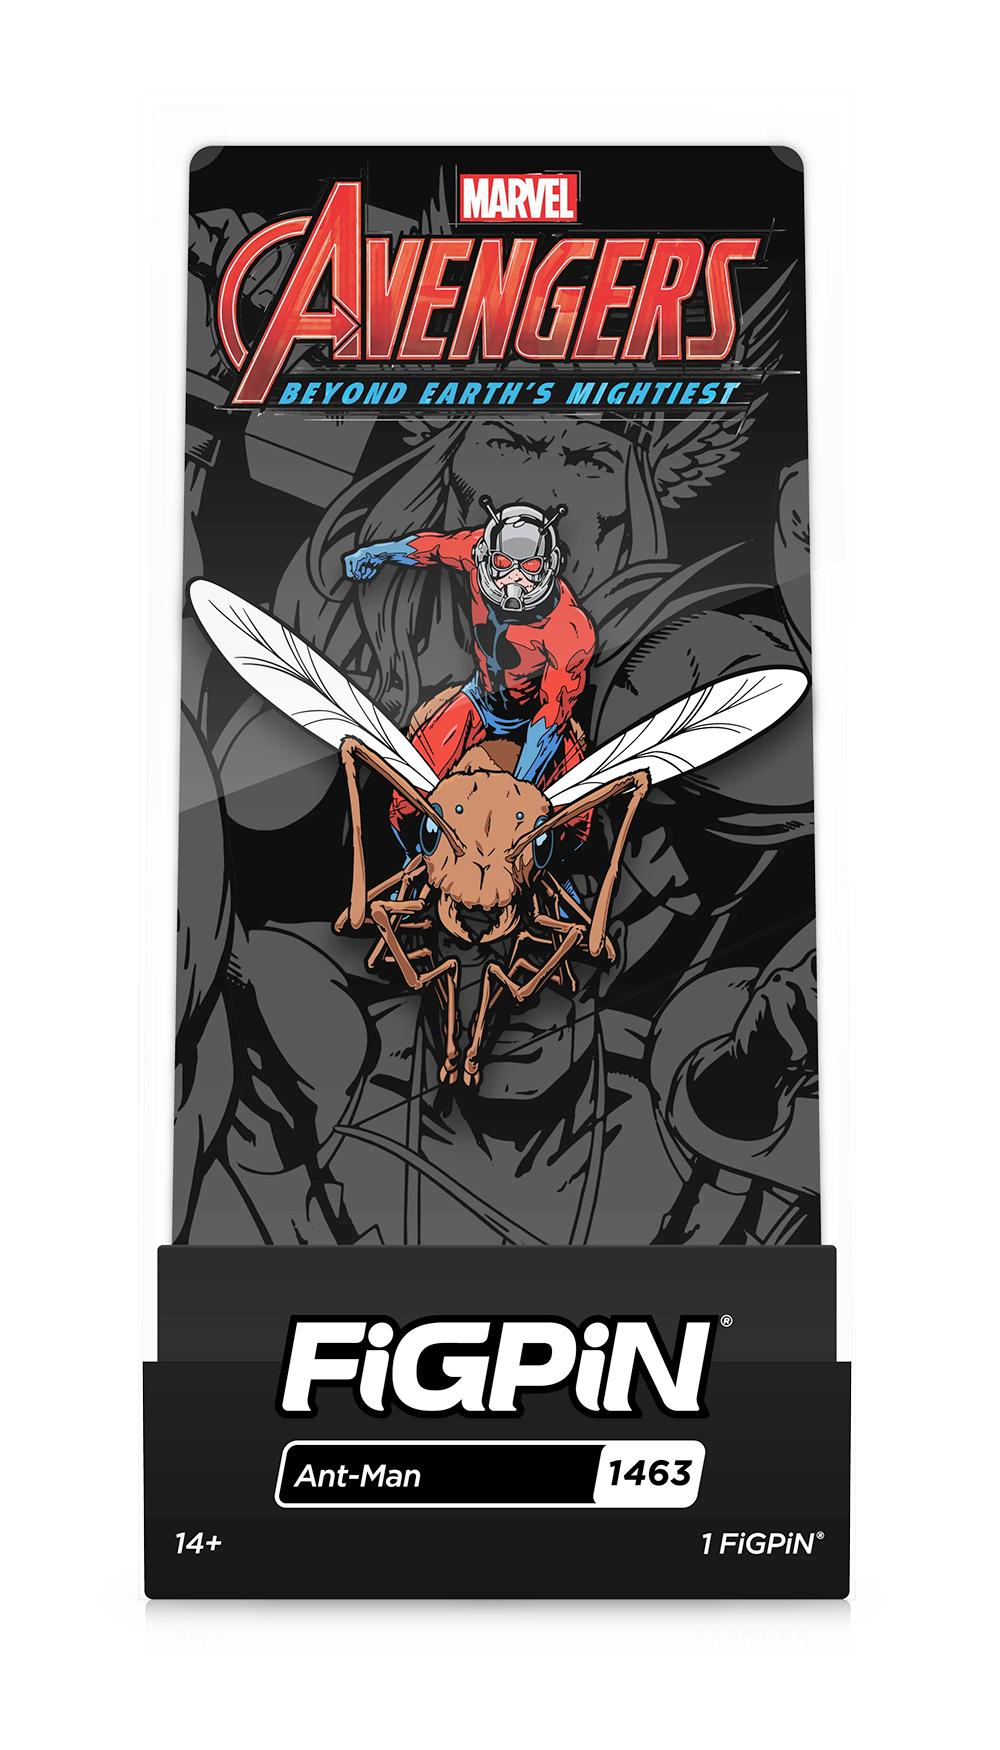 MARVEL
AVENGERS
BEYOND EARTH'S MIGHTIEST
FiGPiN®
Ant-Man 1463
14+ 1 FiGPiN®